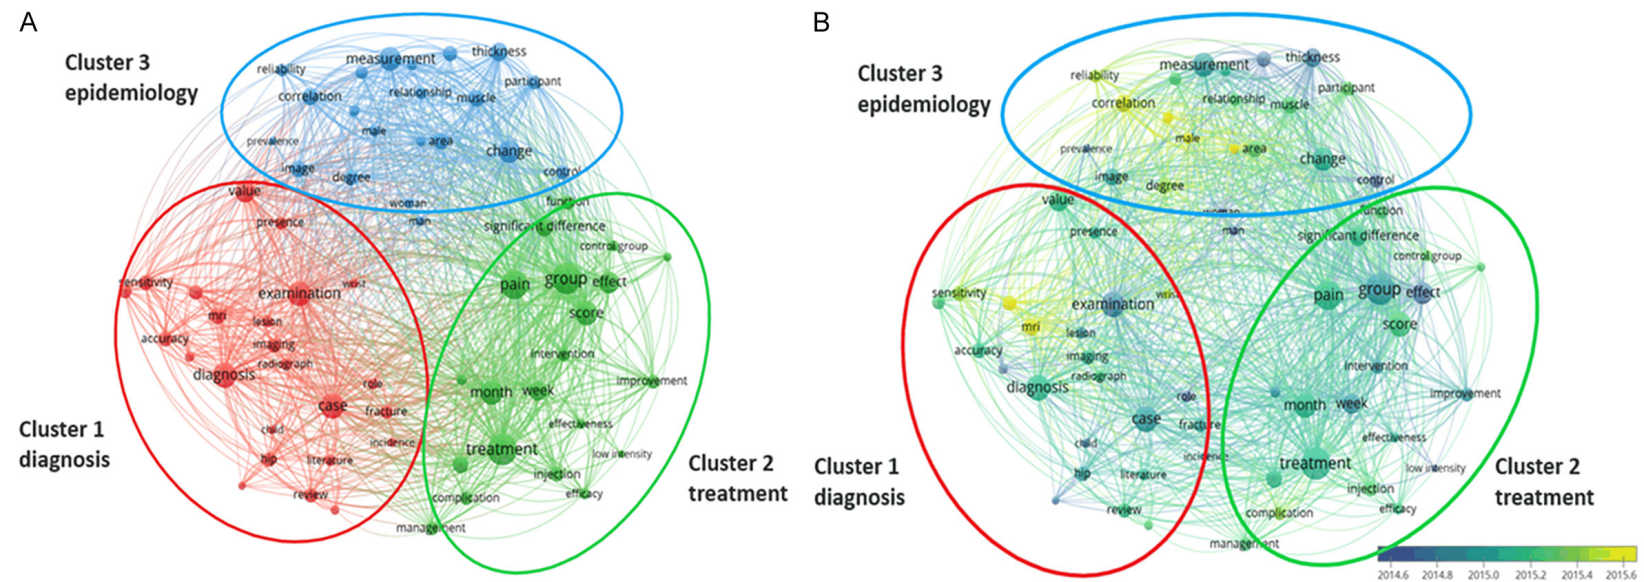 A
Cluster 3
epidemiology
thickness
measurement
reliability
participant
correlation
relationship
muscle
male
prevalence
area
change
image
degree
control
value
woman
function
presence
man
significant difference
control group
sensitivity
examination
wrist
pain
group
effect
mri
lesion
score
accuracy
imaging
radiograph
intervention
diagnosis
role
improvement
case
fracture
month
week
child
incidence
effectiveness
hip
literature
treatment
low intensity
review
injection
complication
efficacy
management
Cluster 1
diagnosis
Cluster 2
treatment
B
Cluster 3
epidemiology
thickness
measurement
reliability
participant
correlation
relationship
muscle
male
prevalence
area
change
image
degree
control
value
woman
function
presence
man
significant difference
control group
sensitivity
examination
wrist
pain
group
effect
mri
lesion
score
accuracy
imaging
radiograph
intervention
diagnosis
role
improvement
case
fracture
month
week
child
incidence
effectiveness
hip
literature
treatment
low intensity
review
injection
complication
efficacy
management
Cluster 1
diagnosis
Cluster 2
treatment
2014.6 2014.8 2015.0 2015.2 2015.4 2015.6